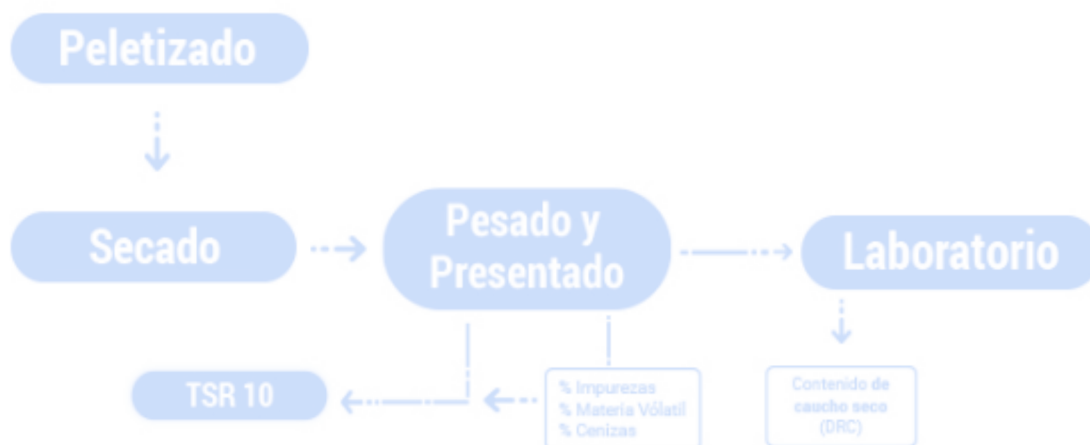 Peletizado
Secado
Pesado y
Presentado
Laboratorio
TSR 10
% Impurezas
% Materia Vólatil
% Cenizas
Contenido de
caucho seco
(DRC)